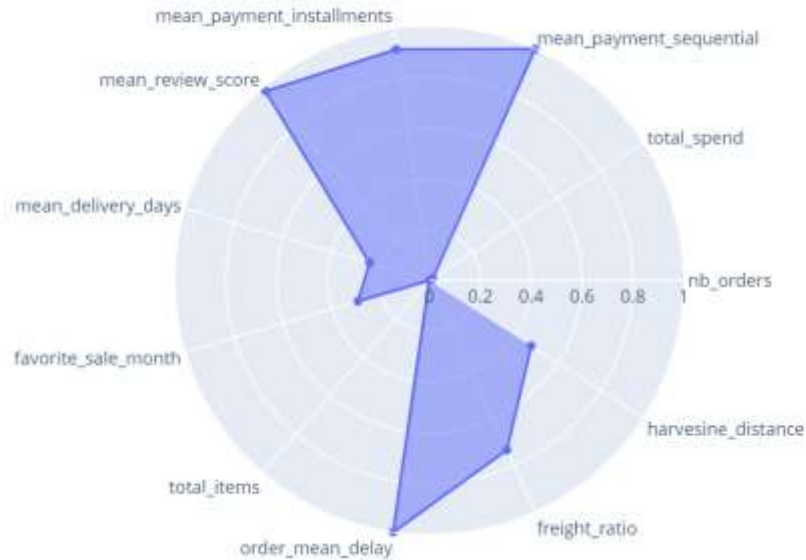 mean_payment_installments
mean_payment_sequential
mean_review_score
total_spend
mean_delivery_days
nb_orders
0 0.2 0.4 0.6 0.8 1
favorite_sale_month
harvesine_distance
total_items
freight_ratio
order_mean_delay